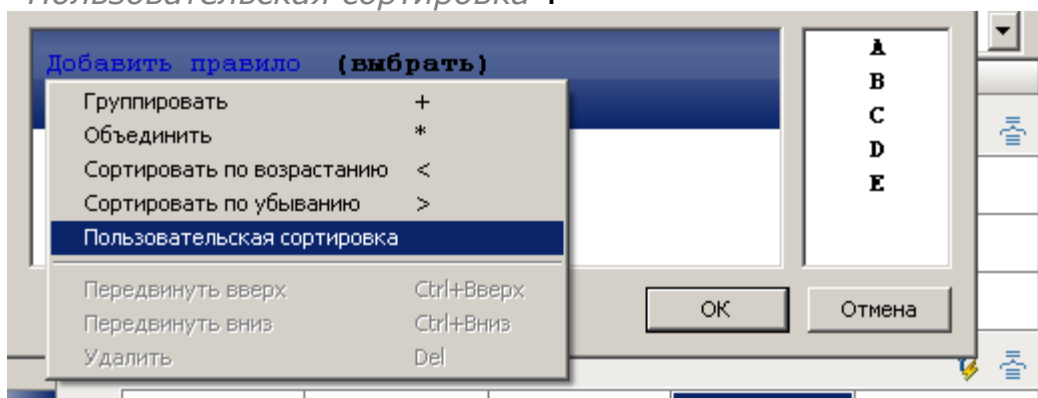 Пользовательская сортировка
Добавить правило (выбрать)
Группировать +
Объединить *
Сортировать по возрастанию <
Сортировать по убыванию >
Пользовательская сортировка
Передвинуть вверх Ctrl+Вверх
Передвинуть вниз Ctrl+Вниз
Удалить Del
A
B
C
D
E
ОК Отмена